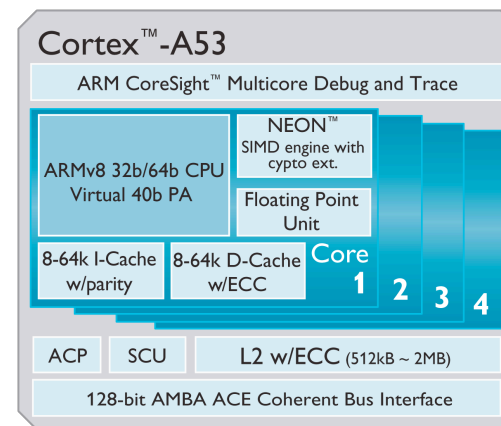 Cortex™-A53
ARM CoreSight™ Multicore Debug and Trace
ARMv8 32b/64b CPU
Virtual 40b PA
NEON™
SIMD engine with
cypto ext.
Floating Point
Unit
8-64k I-Cache
w/parity
8-64k D-Cache
w/ECC
Core
1
2
3
4
ACP
SCU
L2 w/ECC (512kB ~ 2MB)
128-bit AMBA ACE Coherent Bus Interface